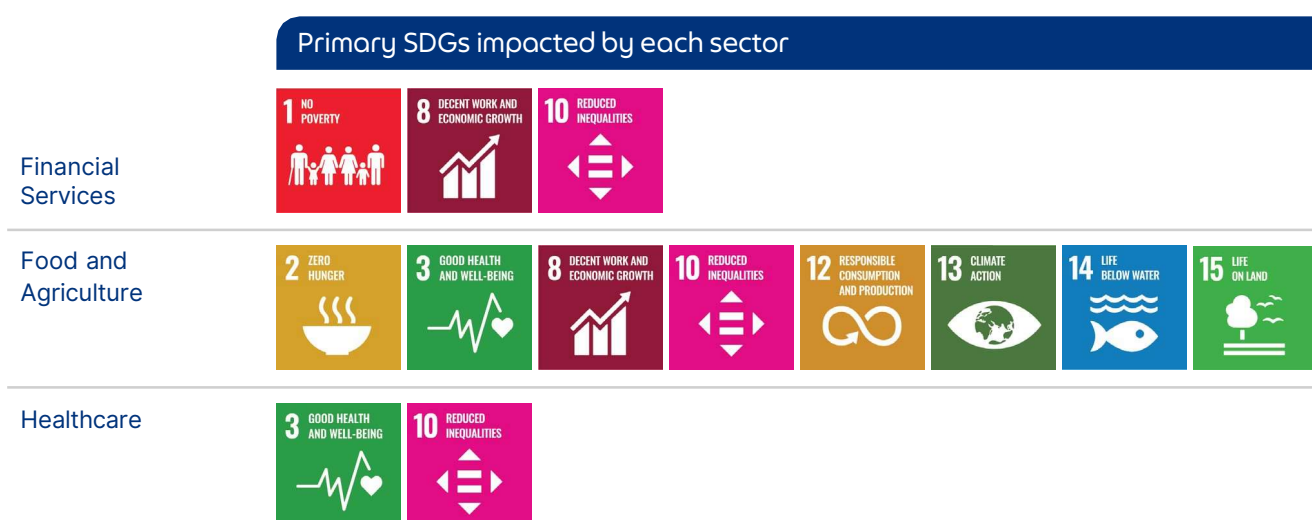 Primary SDGs impacted by each sector
Financial
Services
1 NO
POVERTY
8 DECENT WORK AND
ECONOMIC GROWTH
10 REDUCED
INEQUALITIES
Food and
Agriculture
2 ZERO
HUNGER
3 GOOD HEALTH
AND WELL-BEING
8 DECENT WORK AND
ECONOMIC GROWTH
10 REDUCED
INEQUALITIES
12 RESPONSIBLE
CONSUMPTION
AND PRODUCTION
13 CLIMATE
ACTION
14 LIFE
BELOW WATER
15 LIFE
ON LAND
Healthcare
3 GOOD HEALTH
AND WELL-BEING
10 REDUCED
INEQUALITIES